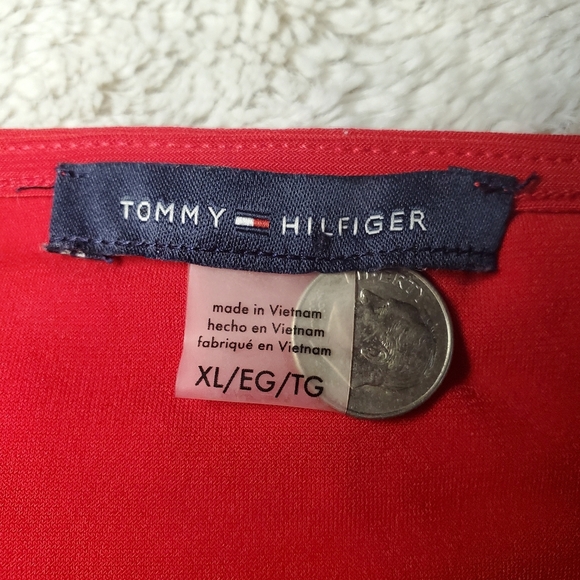 TOMMY HILFIGER
LIBERTY
made in Vietnam
hecho en Vietnam
fabriqué en Vietnam
XL/EG/TG